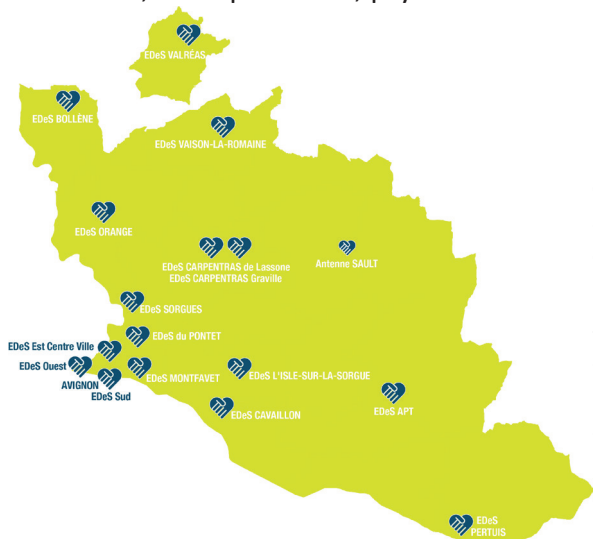 EDeS VALRÉAS
EDeS BOLLÈNE
EDeS VAISON-LA-ROMAINE
EDeS ORANGE
EDeS CARPENTRAS de Lassone
EDeS CARPENTRAS Graville
Antenne SAULT
EDeS SORGUES
EDeS du PONTET
EDeS Est Centre Ville
EDeS Ouest
AVIGNON
EDeS Sud
EDeS MONTFAVET
EDeS L'ISLE-SUR-LA-SORGUE
EDeS CAVAILLON
EDeS APT
EDeS
PERTUIS